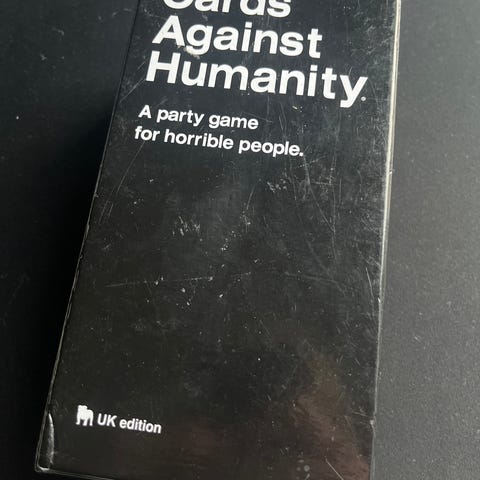 Cards
Against
Humanity.
A party game
for horrible people.
UK edition